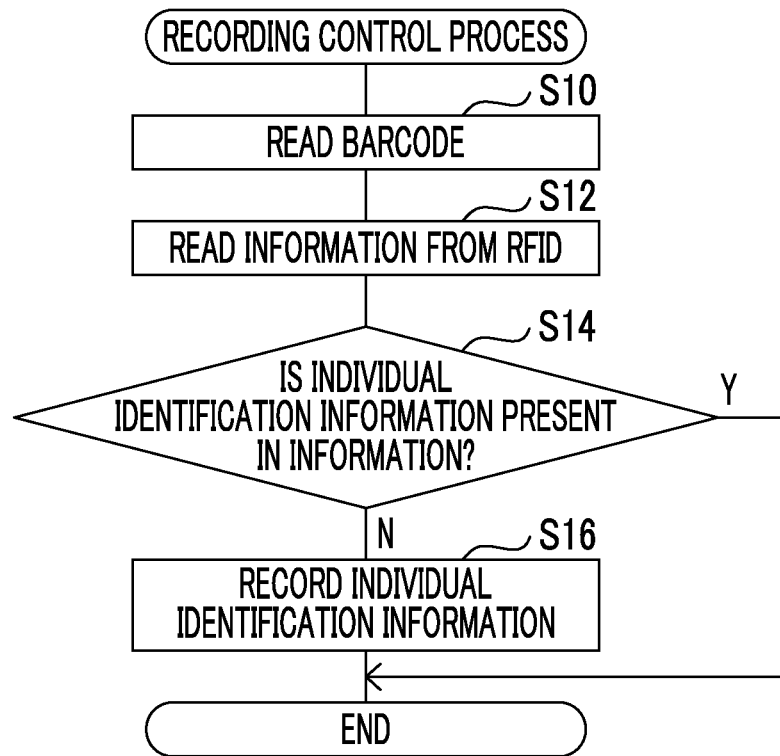 RECORDING CONTROL PROCESS
S10
READ BARCODE
S12
READ INFORMATION FROM RFID
S14
IS INDIVIDUAL
IDENTIFICATION INFORMATION PRESENT
IN INFORMATION?
Y
N
S16
RECORD INDIVIDUAL
IDENTIFICATION INFORMATION
END